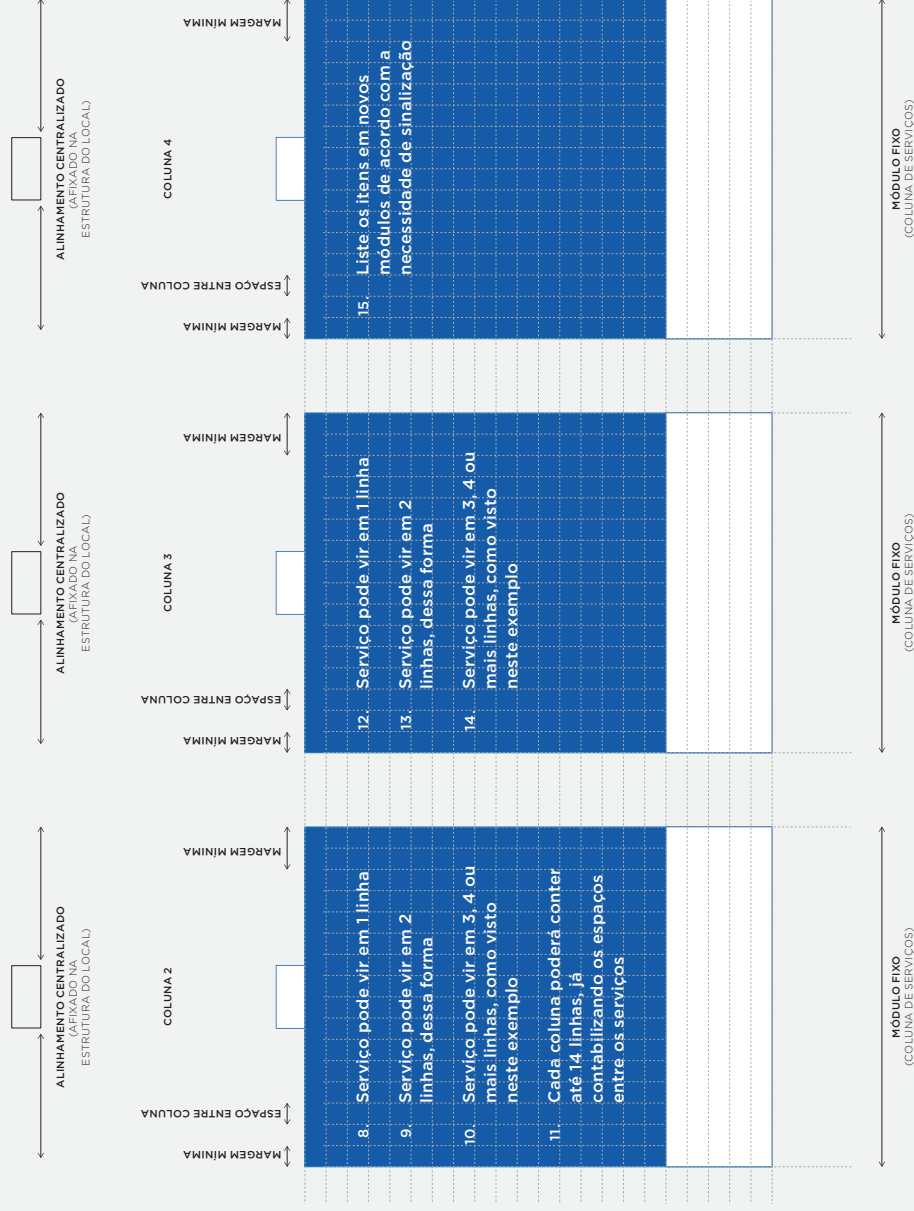 ALINHAMENTO CENTRALIZADO
(AFIXADO NA
ESTRUTURA DO LOCAL)
COLUNA 2
MARGEM MÍNIMA
ESPAÇO ENTRE COLUNA
MARGEM MÍNIMA
8. Serviço pode vir em 1 linha
9. Serviço pode vir em 2
linhas, dessa forma
10. Serviço pode vir em 3, 4 ou
mais linhas, como visto
neste exemplo
11. Cada coluna poderá conter
até 14 linhas, já
contabilizando os espaços
entre os serviços
MÓDULO FIXO
(COLUNA DE SERVIÇOS)
ALINHAMENTO CENTRALIZADO
(AFIXADO NA
ESTRUTURA DO LOCAL)
COLUNA 3
MARGEM MÍNIMA
ESPAÇO ENTRE COLUNA
MARGEM MÍNIMA
12. Serviço pode vir em 1 linha
13. Serviço pode vir em 2
linhas, dessa forma
14. Serviço pode vir em 3, 4 ou
mais linhas, como visto
neste exemplo
MÓDULO FIXO
(COLUNA DE SERVIÇOS)
ALINHAMENTO CENTRALIZADO
(AFIXADO NA
ESTRUTURA DO LOCAL)
COLUNA 4
MARGEM MÍNIMA
ESPAÇO ENTRE COLUNA
MARGEM MÍNIMA
15. Liste os itens em novos
módulos de acordo com a
necessidade de sinalização
MÓDULO FIXO
(COLUNA DE SERVIÇOS)